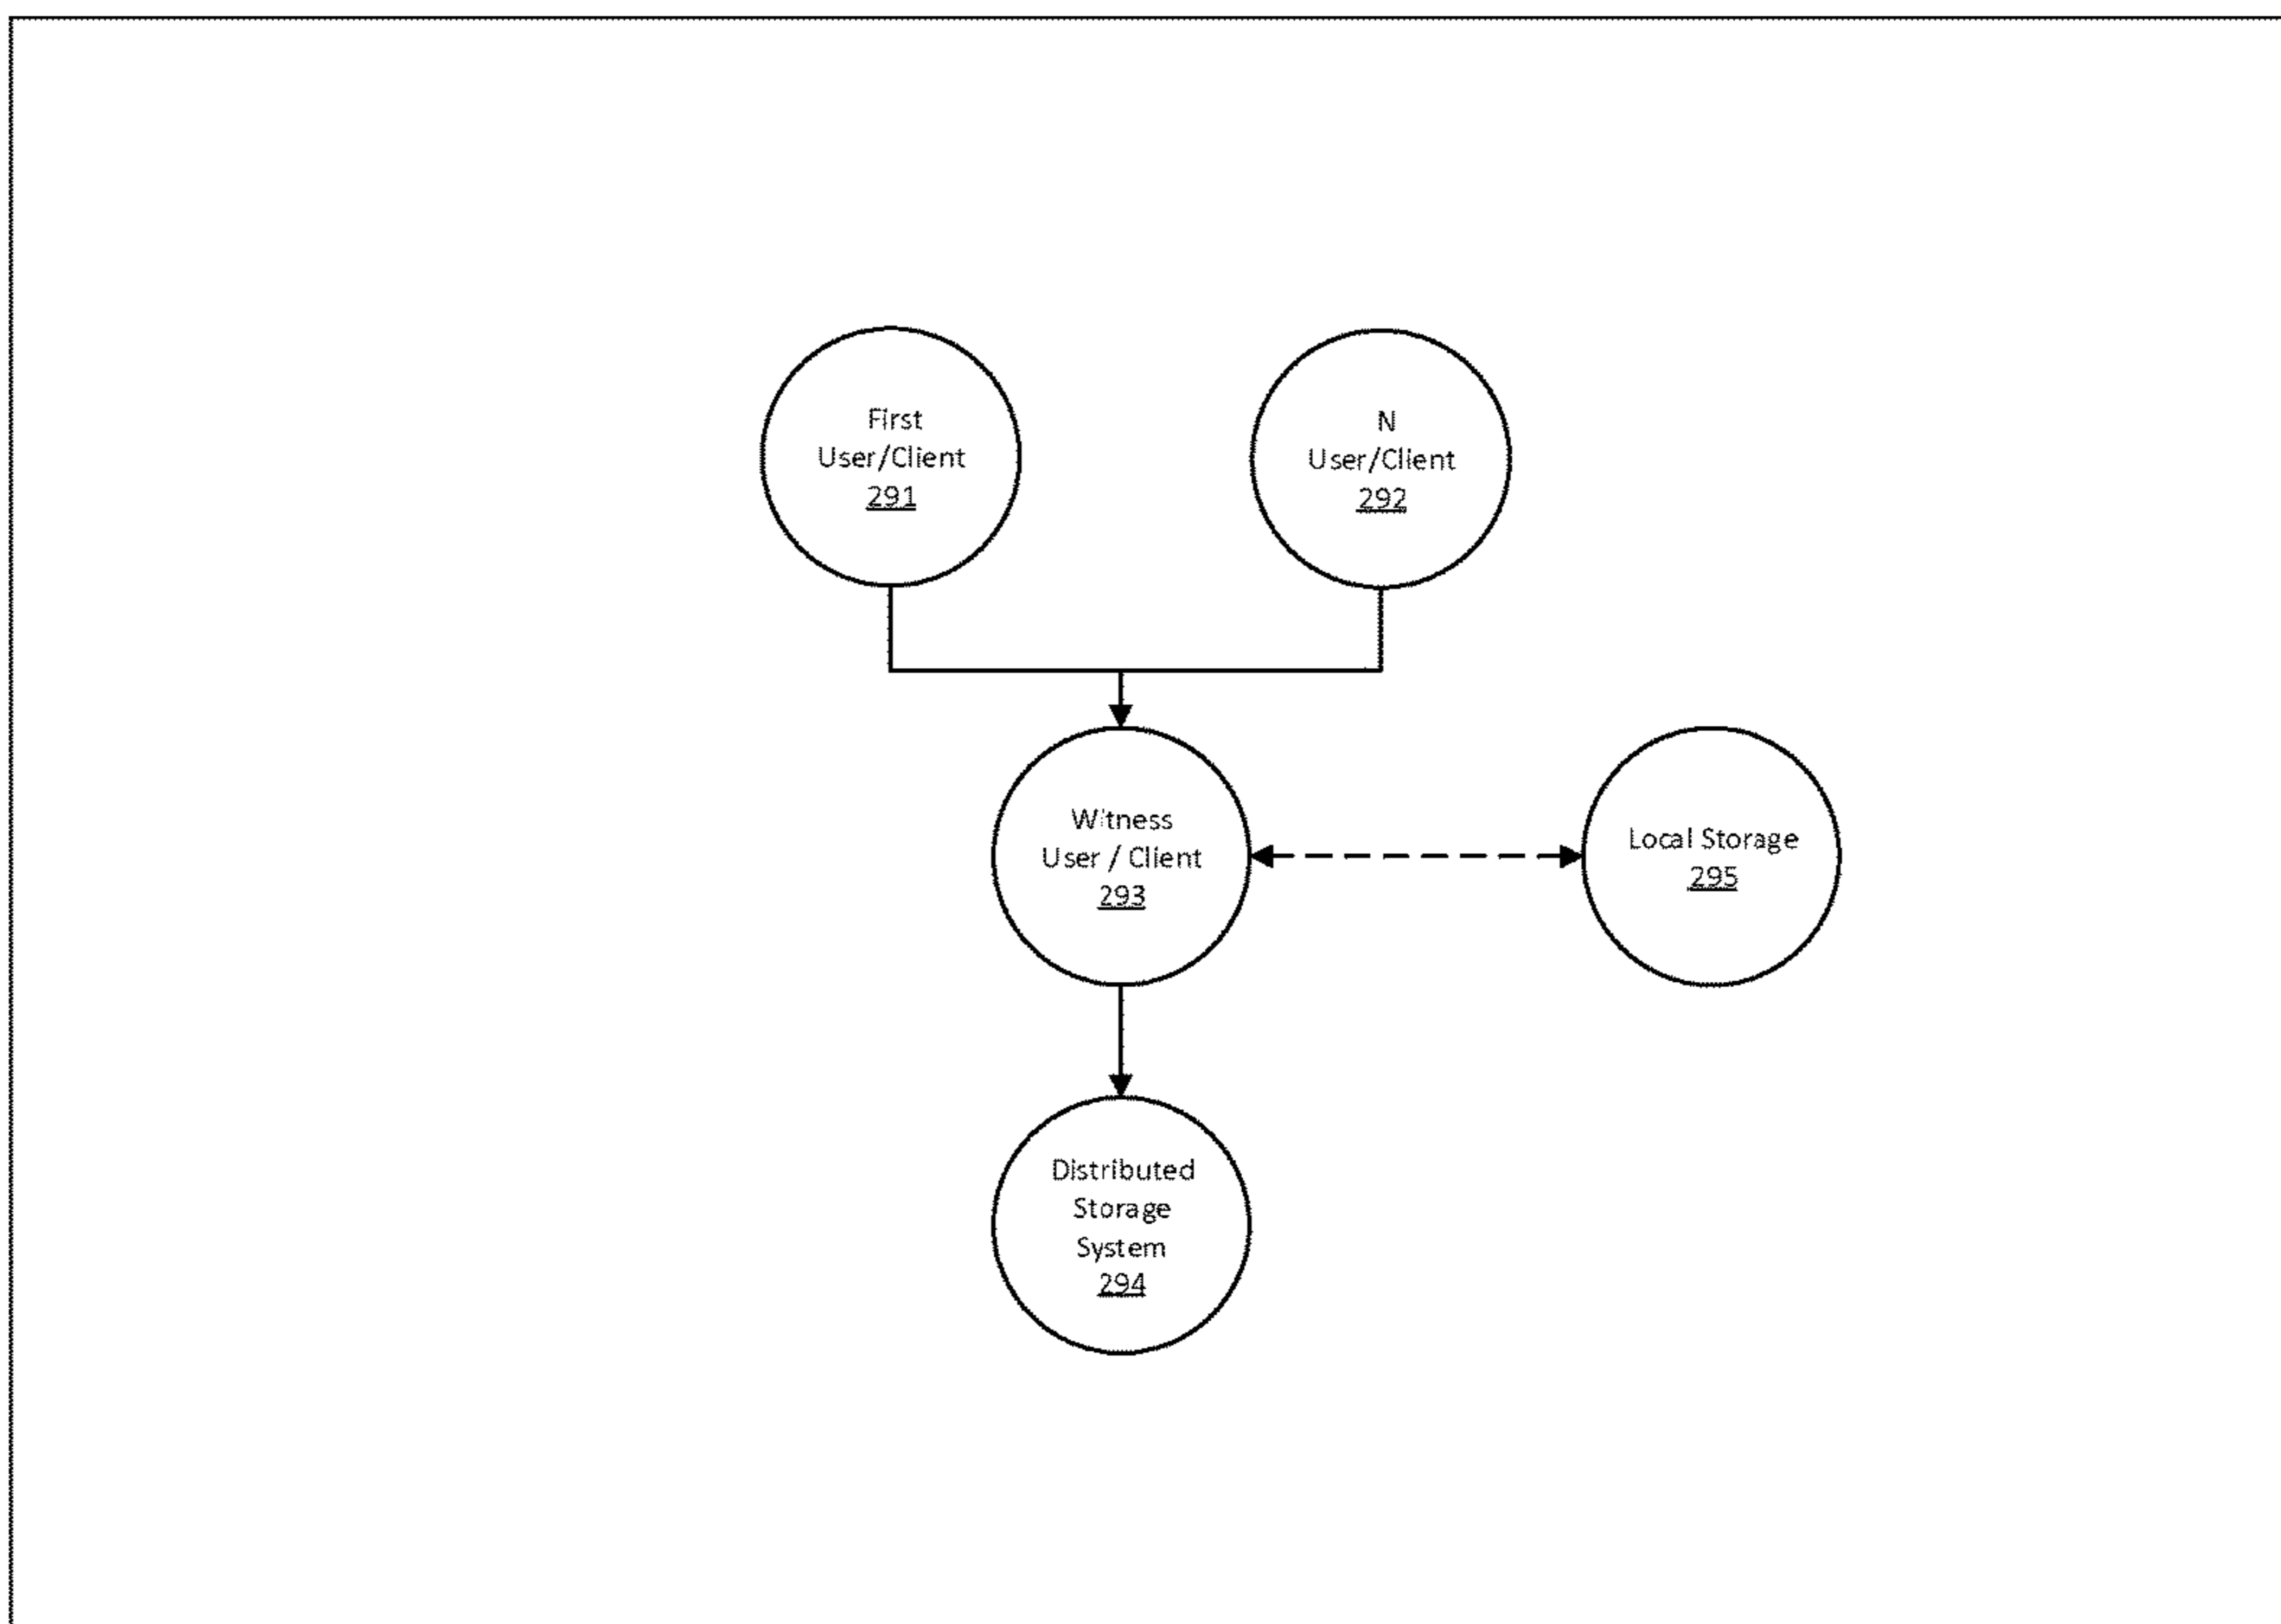 First
User/Client
291
N
User/Client
292
Witness
User / Client
293
Local Storage
295
Distributed
Storage
System
294